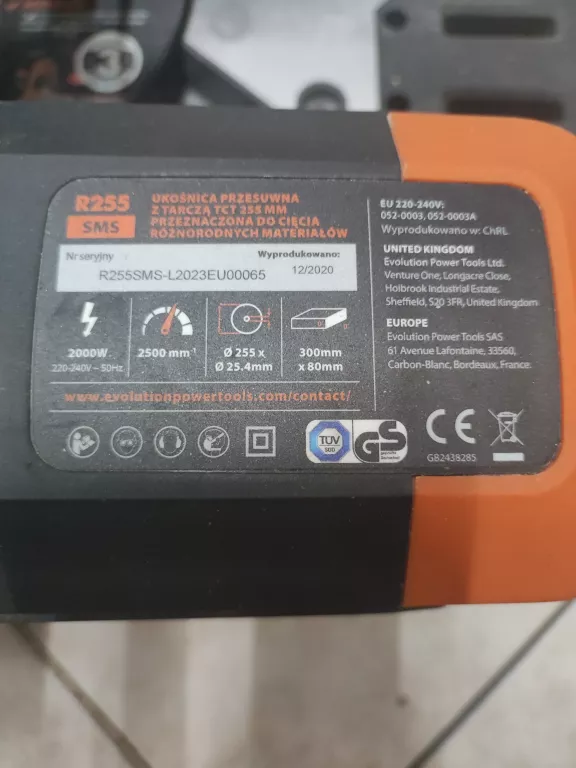 3
R255
SMS
UKOŚNICA PRZESUWNA
Z TARCZĄ TCT 255 MM
PRZEZNACZONA DO CIĘCIA
RÓŻNORODNYCH MATERIAŁÓW
Nr seryjny
Wyprodukowano:
R255SMS-L2023EU00065
12/2020
2000W
220-240V ~ 50Hz
2500 mm⁻¹
Ø 255 x
Ø 25.4mm
300mm
x 80mm
www.evolutionpowertools.com/contact/
TÜV
SÜD
GS
geprüfte
Sicherheit
EU 220-240V:
052-0003, 052-0003A
Wyprodukowano w: ChRL
UNITED KINGDOM
Evolution Power Tools Ltd.
Venture One, Longacre Close,
Holbrook Industrial Estate,
Sheffield, S20 3FR, United Kingdom
EUROPE
Evolution Power Tools SAS
61 Avenue Lafontaine, 33560,
Carbon-Blanc, Bordeaux, France.
CE
GB2438285